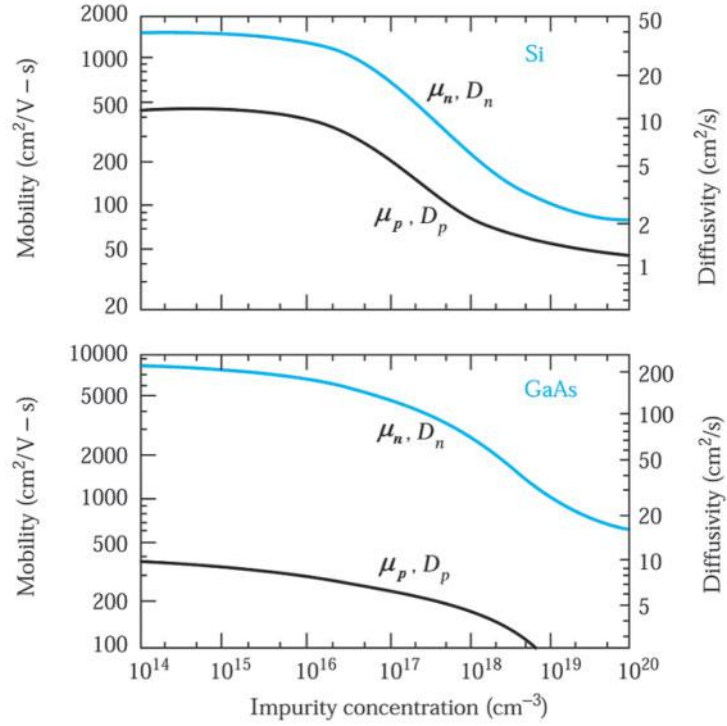 Mobility (cm²/V – s)
2000
1000
500
200
100
50
20
Si
μn, Dn
μp, Dp
50
40
20
10
5
2
1
Diffusivity (cm²/s)
Mobility (cm²/V – s)
10000
5000
2000
1000
500
200
100
GaAs
μn, Dn
μp, Dp
200
100
50
20
10
5
Diffusivity (cm²/s)
10¹⁴ 10¹⁵ 10¹⁶ 10¹⁷ 10¹⁸ 10¹⁹ 10²⁰
Impurity concentration (cm⁻³)